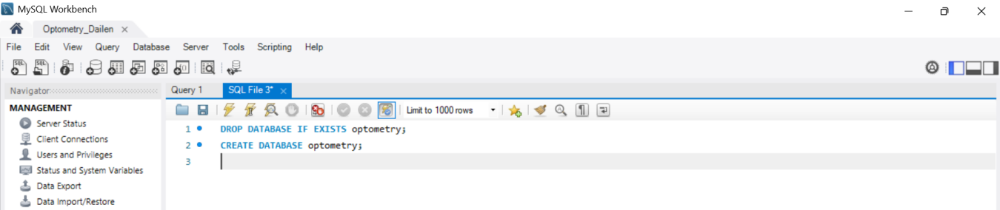 MySQL Workbench
Optometry_Dailen
File Edit View Query Database Server Tools Scripting Help
Navigator
Query 1 SQL File 3*
MANAGEMENT
Server Status
Client Connections
Users and Privileges
Status and System Variables
Data Export
Data Import/Restore
Limit to 1000 rows
1 DROP DATABASE IF EXISTS optometry;
2 CREATE DATABASE optometry;
3